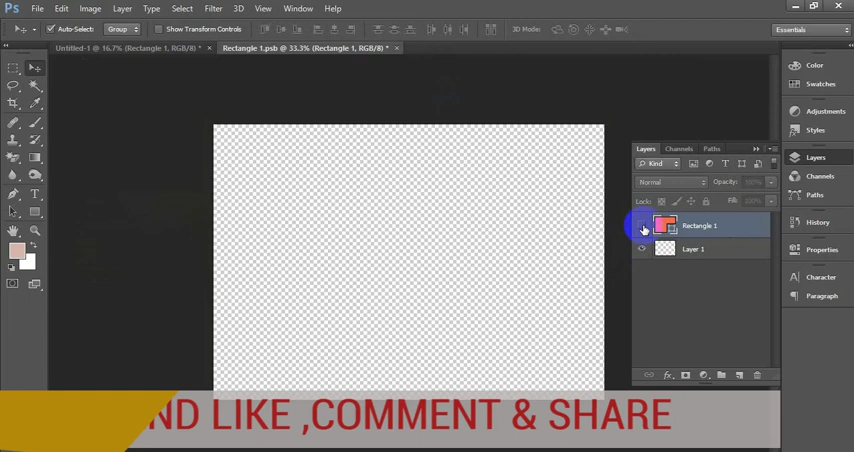 Ps File Edit Image Layer Type Select Filter 3D View Window Help
Auto-Select: Group Show Transform Controls 3D Mode: Essentials
Untitled-1 @ 16.7% (Rectangle 1, RGB/8) * × Rectangle 1.psb @ 33.3% (Rectangle 1, RGB/8) * ×
Color
Swatches
Adjustments
Styles
Layers
Channels
Paths
History
Properties
Character
Paragraph
Layers Channels Paths
Kind
Normal Opacity: 100%
Lock: Fill: 100%
Rectangle 1
Layer 1
fx
ND LIKE ,COMMENT & SHARE